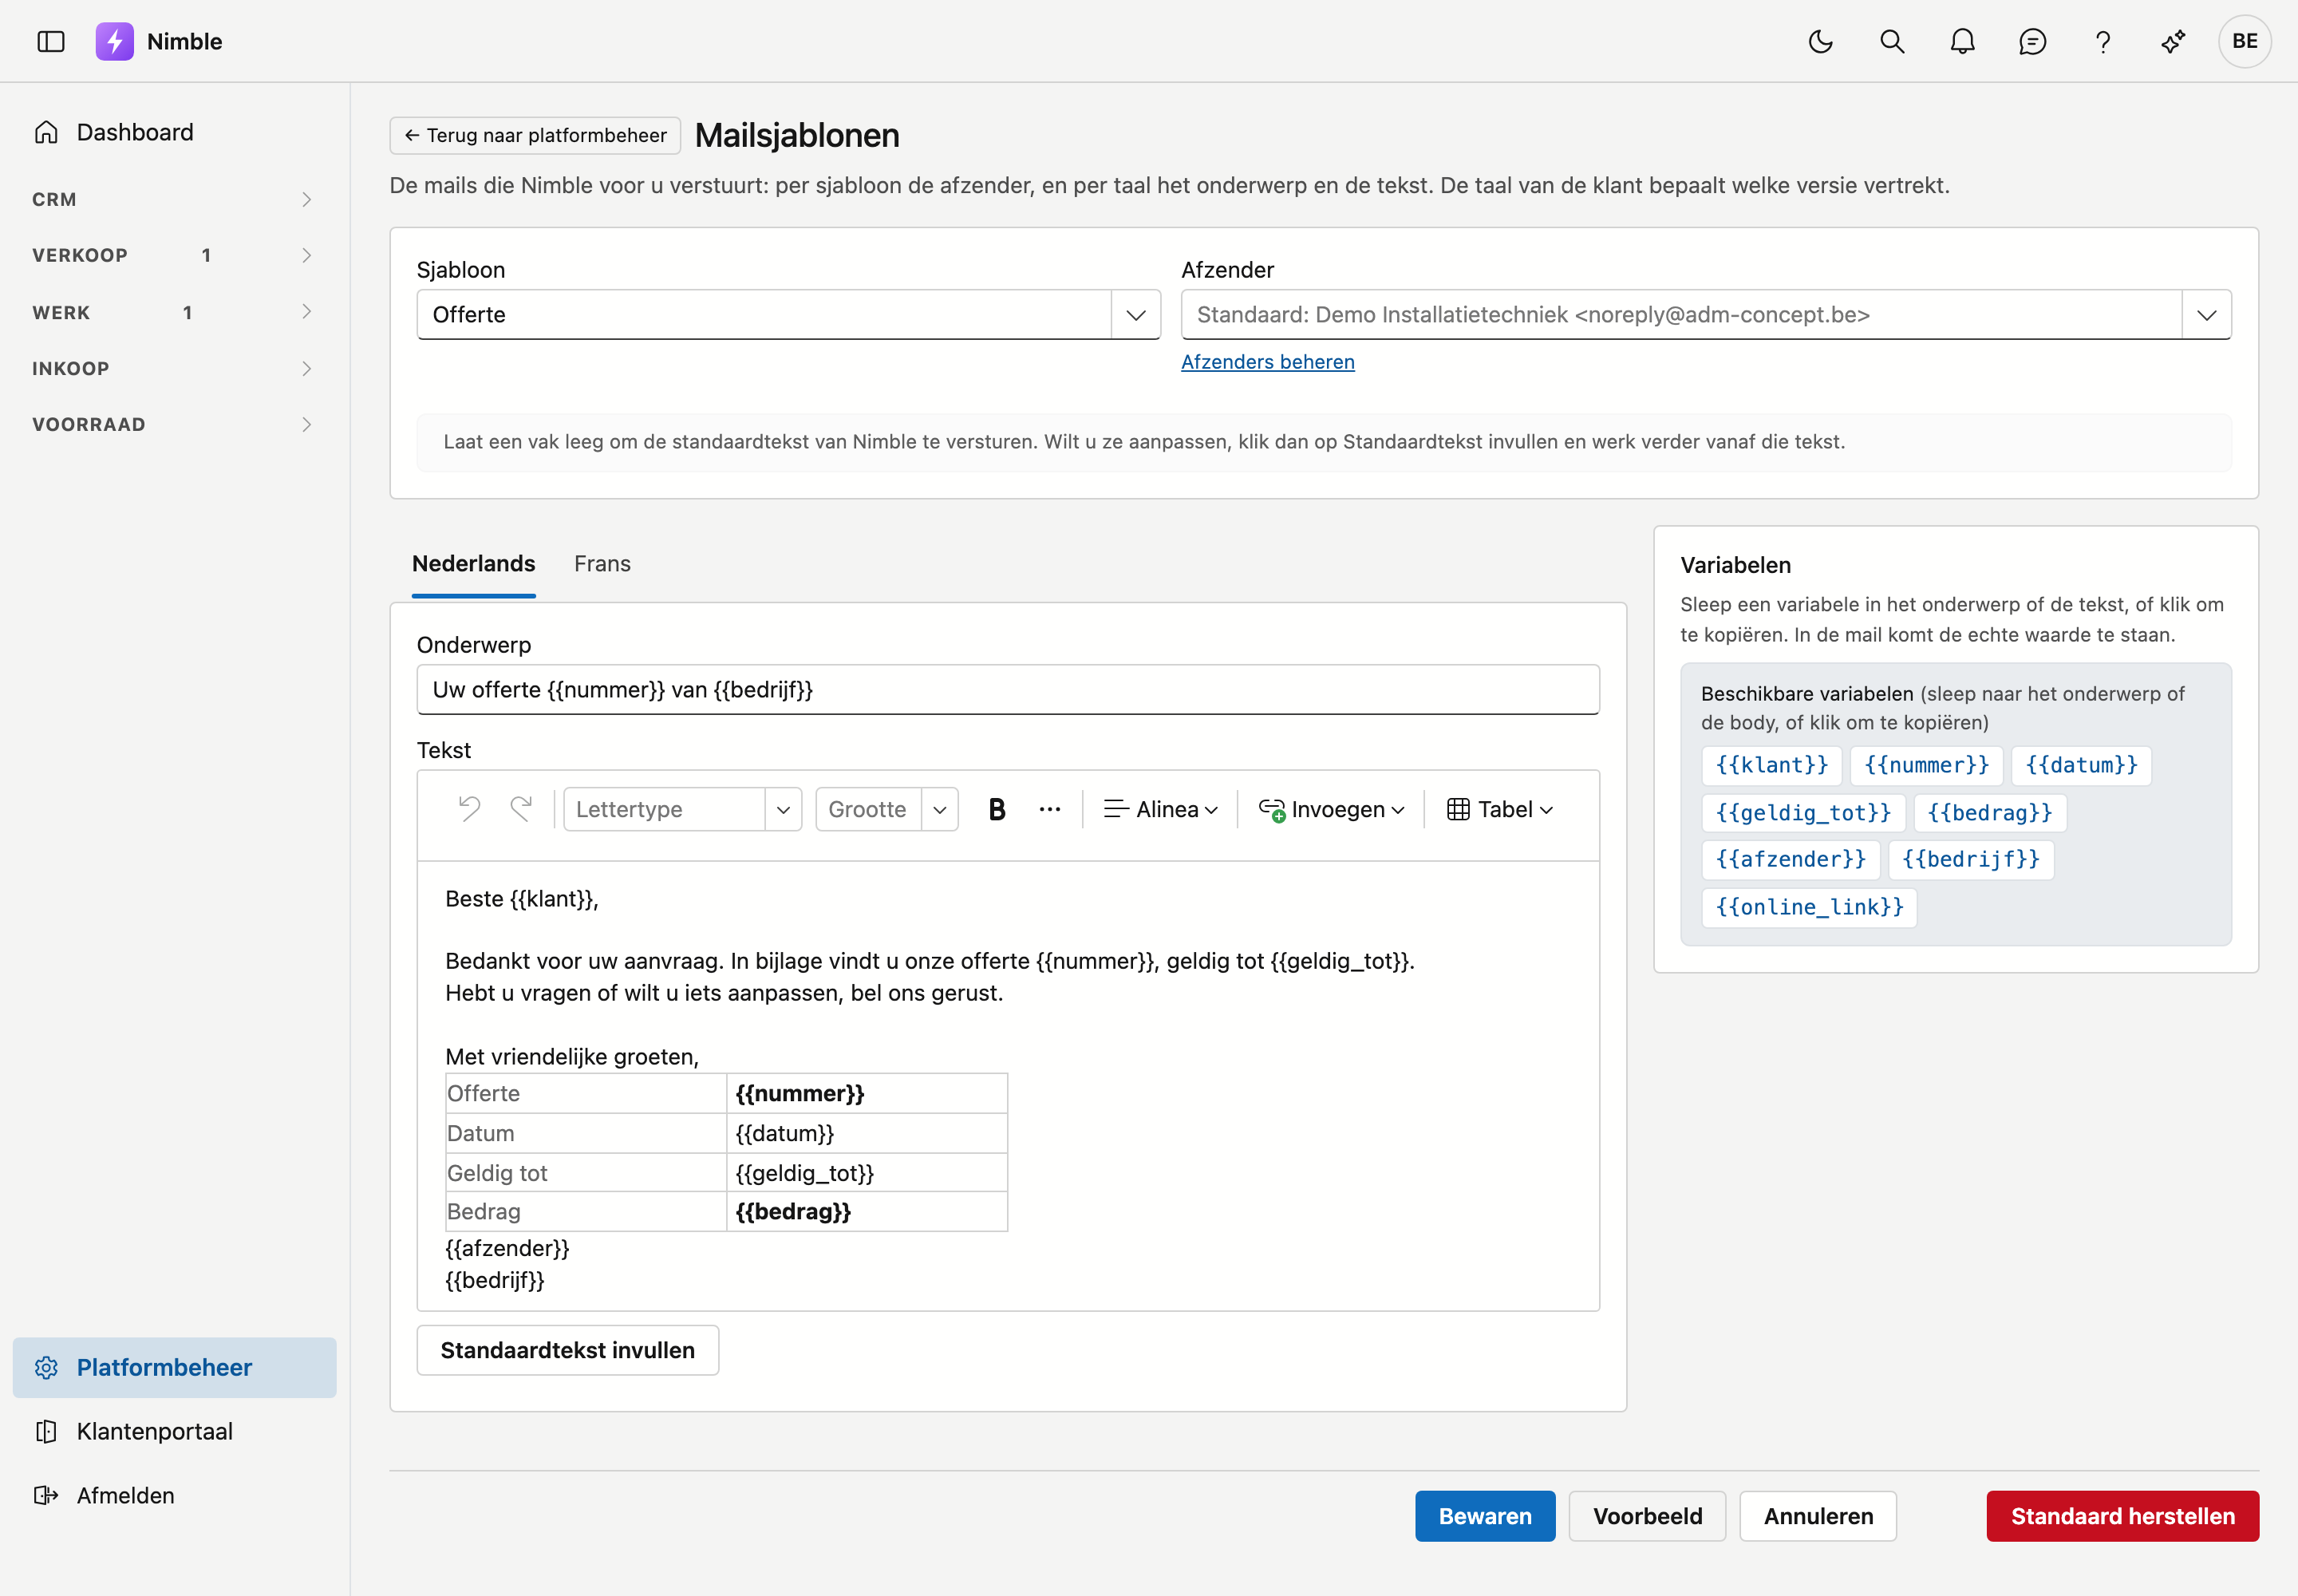 Nimble
BE
Dashboard
CRM
VERKOOP 1
WERK 1
INKOOP
VOORRAAD
Platformbeheer
Klantenportaal
Afmelden
← Terug naar platformbeheer Mailsjablonen
De mails die Nimble voor u verstuurt: per sjabloon de afzender, en per taal het onderwerp en de tekst. De taal van de klant bepaalt welke versie vertrekt.
Sjabloon
Offerte
Afzender
Standaard: Demo Installatietechniek <noreply@adm-concept.be>
Afzenders beheren
Laat een vak leeg om de standaardtekst van Nimble te versturen. Wilt u ze aanpassen, klik dan op Standaardtekst invullen en werk verder vanaf die tekst.
Nederlands Frans
Onderwerp
Uw offerte {{nummer}} van {{bedrijf}}
Tekst
Lettertype Grootte B ... Alinea Invoegen Tabel
Beste {{klant}},
Bedankt voor uw aanvraag. In bijlage vindt u onze offerte {{nummer}}, geldig tot {{geldig_tot}}.
Hebt u vragen of wilt u iets aanpassen, bel ons gerust.
Met vriendelijke groeten,
Offerte {{nummer}}
Datum {{datum}}
Geldig tot {{geldig_tot}}
Bedrag {{bedrag}}
{{afzender}}
{{bedrijf}}
Standaardtekst invullen
Variabelen
Sleep een variabele in het onderwerp of de tekst, of klik om
te kopiëren. In de mail komt de echte waarde te staan.
Beschikbare variabelen (sleep naar het onderwerp of
de body, of klik om te kopiëren)
{{klant}} {{nummer}} {{datum}}
{{geldig_tot}} {{bedrag}}
{{afzender}} {{bedrijf}}
{{online_link}}
Bewaren Voorbeeld Annuleren Standaard herstellen